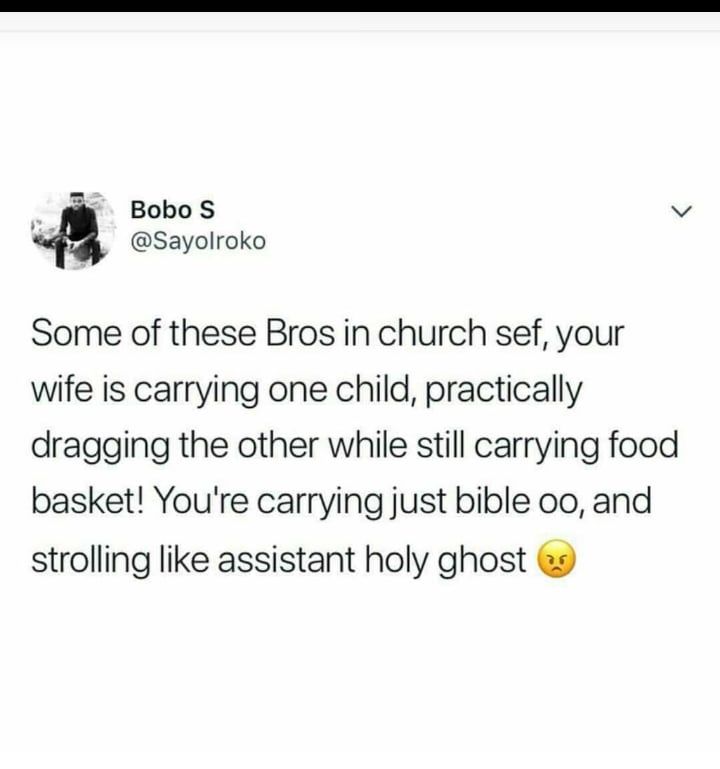 Bobo S
@SayoIroko
Some of these Bros in church sef, your
wife is carrying one child, practically
dragging the other while still carrying food
basket! You're carrying just bible oo, and
strolling like assistant holy ghost 😠